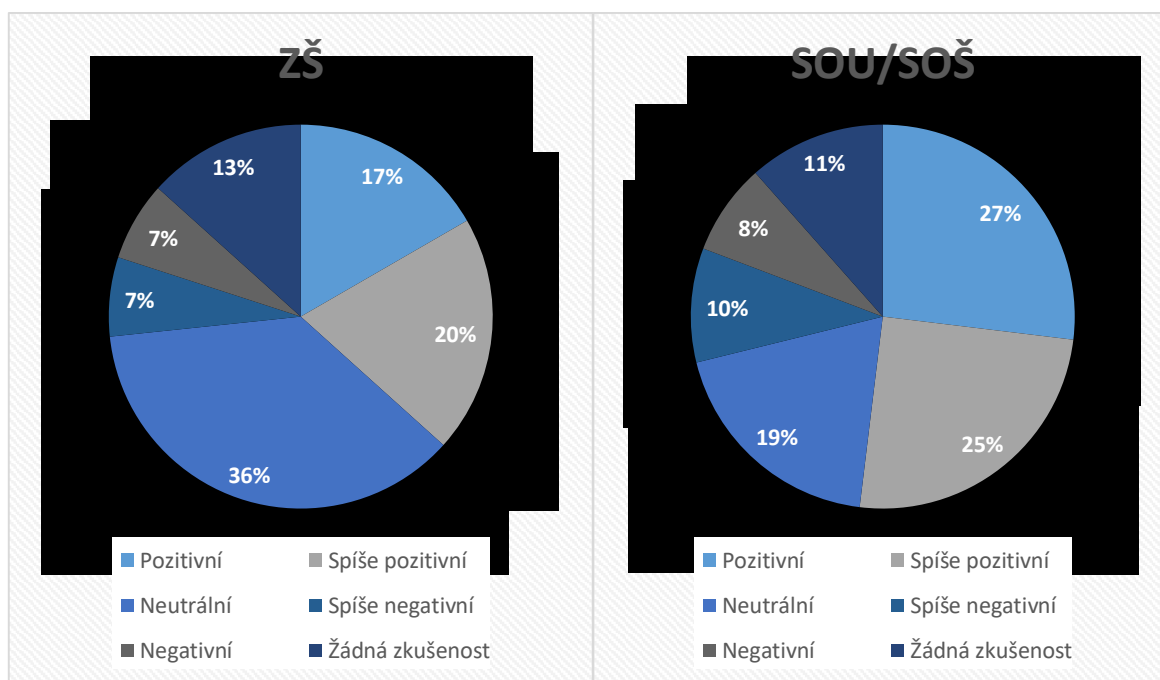 ZŠ
13%
17%
7%
7%
20%
36%
Pozitivní
Spíše pozitivní
Neutrální
Spíše negativní
Negativní
Žádná zkušenost
SOU/SOŠ
11%
27%
8%
10%
19%
25%
Pozitivní
Spíše pozitivní
Neutrální
Spíše negativní
Negativní
Žádná zkušenost